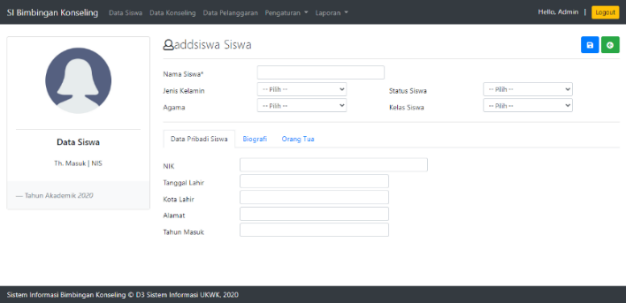 SI Bimbingan Konseling Data Siswa Data Konseling Data Pelanggaran Pengaturan Laporan Hello, Admin | Logout
addsiswa Siswa
Nama Siswa*
Jenis Kelamin -- Pilih -- Status Siswa -- Pilih --
Agama -- Pilih -- Kelas Siswa -- Pilih --
Data Siswa
Th. Masuk | NIS
--- Tahun Akademik 2020
Data Pribadi Siswa Biografi Orang Tua
NIK
Tanggal Lahir
Kota Lahir
Alamat
Tahun Masuk
Sistem Informasi Bimbingan Konseling © D3 Sistem Informasi UKWK, 2020